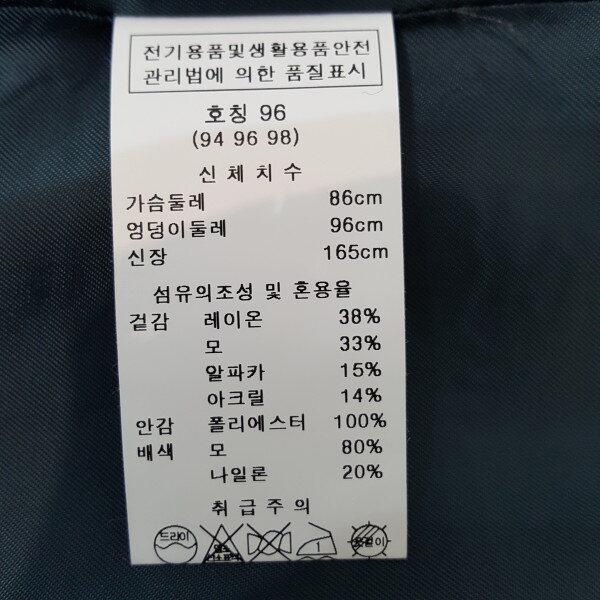 전기용품및생활용품안전
관리법에 의한 품질표시
호칭 96
(94 96 98)
신 체 치 수
가슴둘레 86cm
엉덩이둘레 96cm
신장 165cm
섬유의조성 및 혼용율
겉감 레이온 38%
모 33%
알파카 15%
아크릴 14%
안감 폴리에스터 100%
배색 모 80%
나일론 20%
취 급 주 의
드라이 1 옷걸이